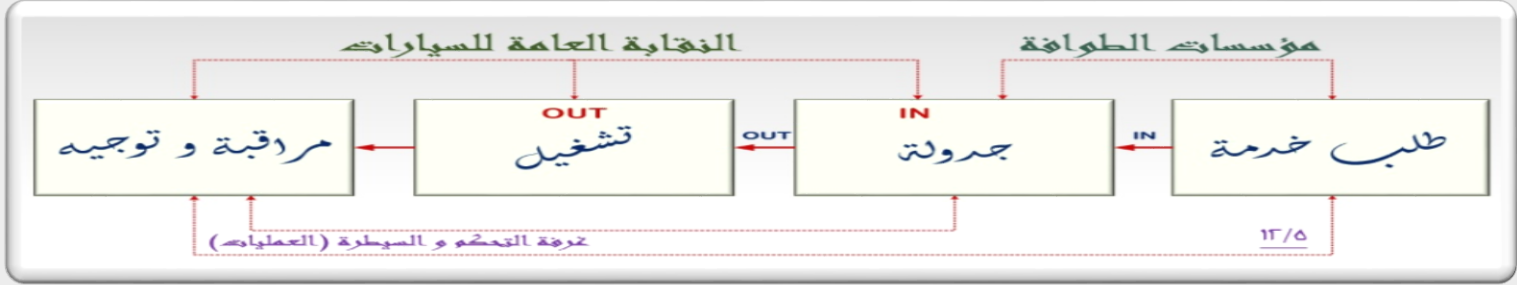 مؤسسات الطوافة
النقابة العامة للسيارات
طلب خدمة
IN
IN
جدولة
OUT
OUT
تشغيل
مراقبة و توجيه
١٢/٥
غرفة التحكم و السيطرة (العمليات)